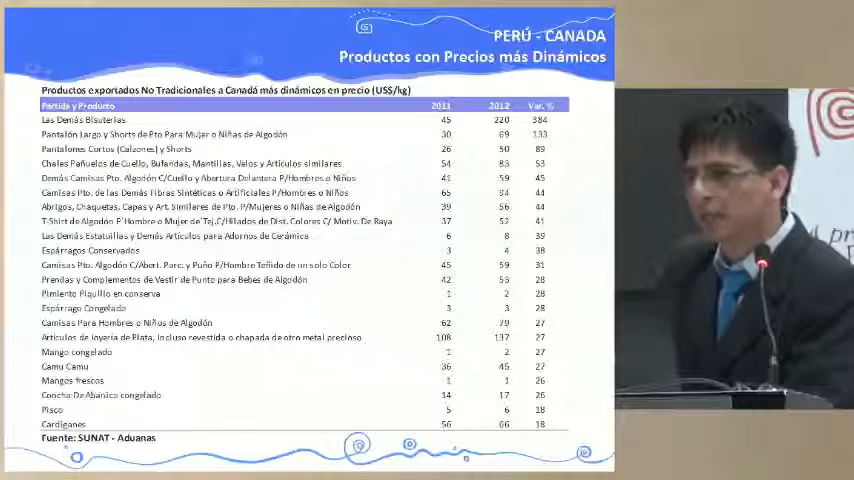 PERÚ - CANADA
Productos con Precios más Dinámicos
Productos exportados No Tradicionales a Canadá más dinámicos en precio (US$/kg)
Partida y Producto 2011 2012 Var. %
Las Demás Bisuterias 45 220 384
Pantalón Larga y Shorts de Pto Para Mujer o Niñas de Algodón 30 69 133
Pantalones Cortos (Calzones) y Shorts 26 50 89
Chales Pañuelos de Cuello, Bufandas, Mantillas, Velos y Artículos similares 54 83 53
Demás Camisas Pto. Algodón C/Cuello y Abertura Delantera P/Hombres o Niños 41 59 45
Camisas Pto. de las Demás Fibras Sintéticas o Artificiales P/Hombres o Niños 65 94 44
Abrigos, Chaquetas, Capas y Art. Similares de Pto. P/Mujeres o Niñas de Algodón 39 56 44
T-Shirt de Algodón P'Hombre o Mujer de Tej.C/Hilados de Dist. Colores C/ Motiv. De Raya 37 52 41
Las Demás Estatuillas y Demás Artículos para Adornos de Cerámica 6 8 39
Espárragos Conservados 3 4 38
Camisas Pto. Algodón C/Abert. Parc. y Puño P/Hombre Teñido de un solo Color 45 59 31
Prendas y Complementos de Vestir de Punto para Bebes de Algodón 42 53 28
Pimiento Piquillo en conserva 1 2 28
Espárrago Congelado 3 3 28
Camisas Para Hombres o Niños de Algodón 62 79 27
Artículos de Joyería de Plata, Incluso revestida o chapada de otro metal precioso 108 137 27
Mango congelado 1 2 27
Camu Camu 36 45 27
Mangos frescos 1 1 26
Concha De Abanico congelado 14 17 26
Pisco 5 6 18
Cardiganes 56 66 18
Fuente: SUNAT - Aduanas